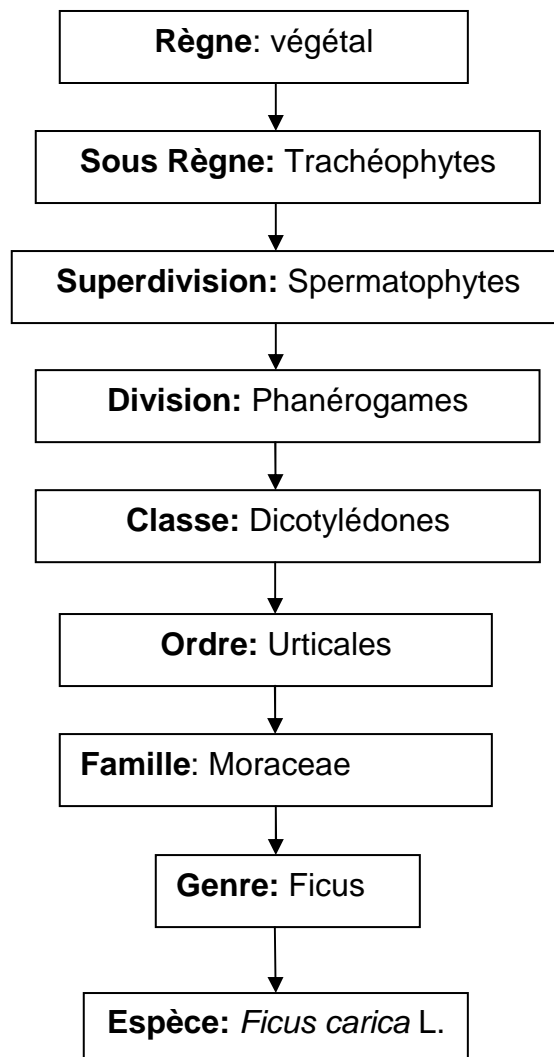 Règne: végétal
Sous Règne: Trachéophytes
Superdivision: Spermatophytes
Division: Phanérogames
Classe: Dicotylédones
Ordre: Urticales
Famille: Moraceae
Genre: Ficus
Espèce: Ficus carica L.